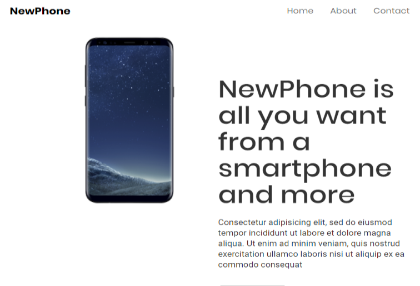 NewPhone
Home About Contact
NewPhone is
all you want
from a
smartphone
and more
Consectetur adipisicing elit, sed do eiusmod
tempor incididunt ut labore et dolore magna
aliqua. Ut enim ad minim veniam, quis nostrud
exercitation ullamco laboris nisi ut aliquip ex ea
commodo consequat